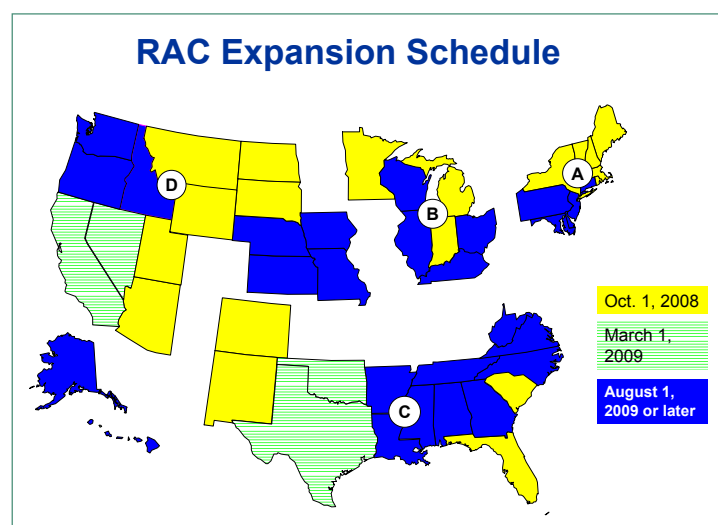 RAC Expansion Schedule
A
D
B
Oct. 1, 2008
March 1,
2009
August 1,
2009 or later
C